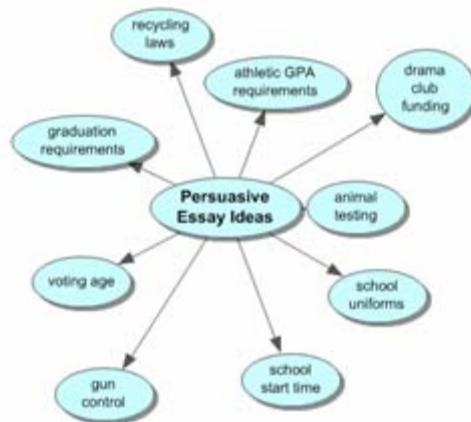 recycling
laws
athletic GPA
requirements
drama
club
funding
graduation
requirements
Persuasive
Essay Ideas
animal
testing
voting age
school
uniforms
gun
control
school
start time